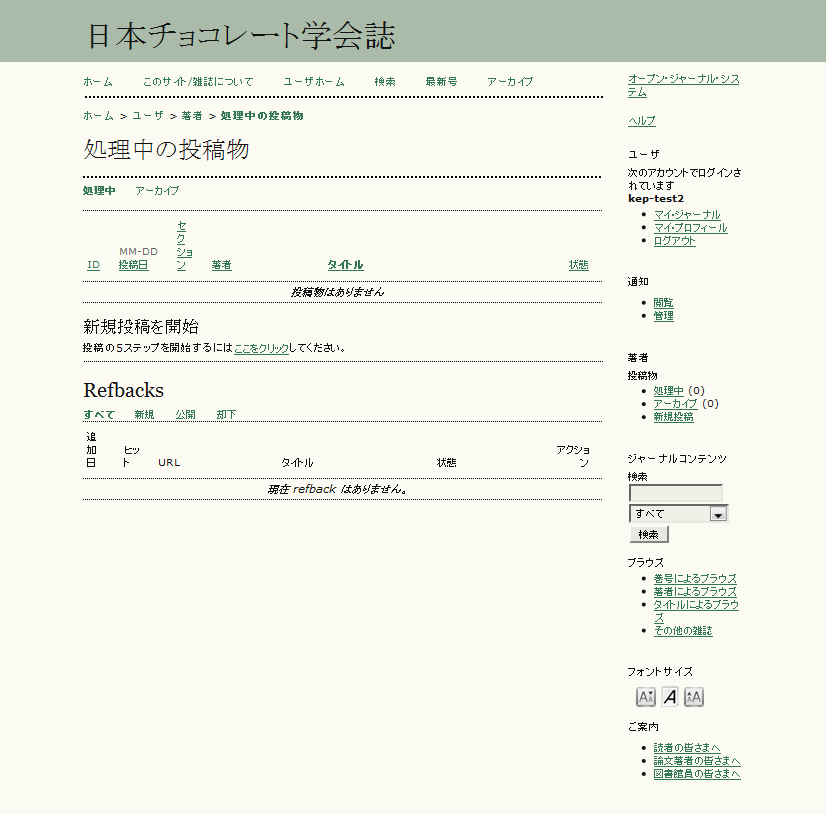 日本チョコレート学会誌
ホーム このサイト/雑誌について ユーザホーム 検索 最新号 アーカイブ
ホーム > ユーザ > 著者 > 処理中の投稿物
処理中の投稿物
処理中 アーカイブ
ID
MM-DD
投稿日
セ
ク
ショ
ン
著者
タイトル
状態
投稿物はありません
新規投稿を開始
投稿の5ステップを開始するにはここをクリックしてください。
Refbacks
すべて 新規 公開 却下
追
加
日
ヒッ
ト
URL
タイトル
状態
アクショ
ン
現在 refback はありません。
オープン・ジャーナル・シス
テム
ヘルプ
ユーザ
次のアカウントでログインさ
れています
kep-test2
マイ・ジャーナル
マイ・プロフィール
ログアウト
通知
閲覧
管理
著者
投稿物
処理中 (0)
アーカイブ (0)
新規投稿
ジャーナルコンテンツ
検索
すべて
検索
ブラウズ
巻号によるブラウズ
著者によるブラウズ
タイトルによるブラウ
ズ
その他の雑誌
フォントサイズ
AA A AA
ご案内
読者の皆さまへ
論文著者の皆さまへ
図書館員の皆さまへ